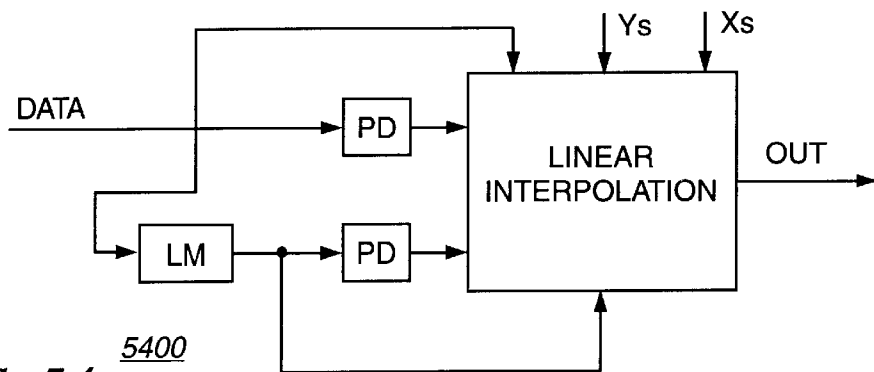 Ys Xs
DATA
PD
LINEAR
INTERPOLATION
OUT
LM
PD
5400